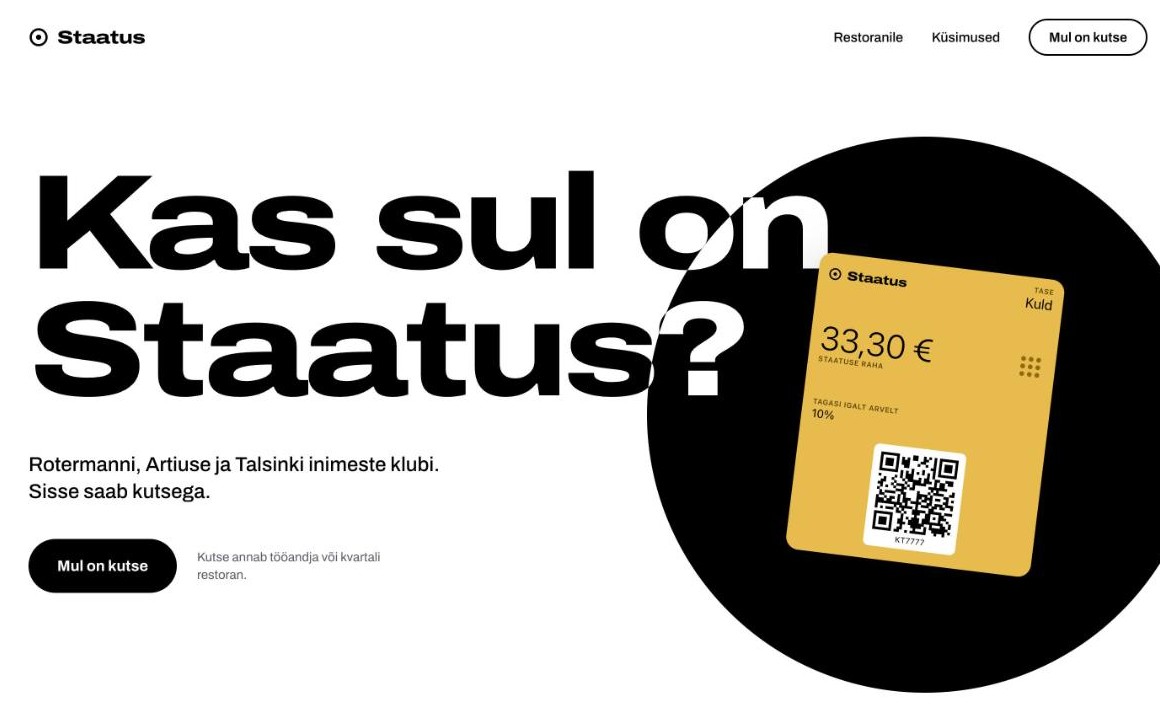 Staatus
Restoranile
Küsimused
Mul on kutse
Kas sul on
Staatus?
Rotermanni, Artiuse ja Talsinki inimeste klubi.
Sisse saab kutsega.
Mul on kutse
Kutse annab tööandja või kvartali
restoran.
Staatus
TASE
Kuld
33,30 €
STAATUSE RAHA
TAGASI IGALT ARVELT
10%
KT7777